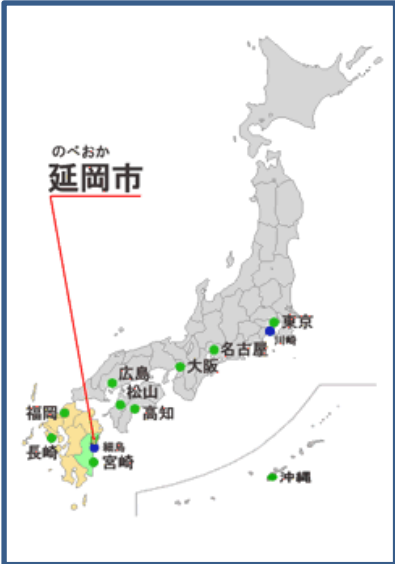 のべおか
延岡市
東京
川崎
名古屋
大阪
広島
松山
高知
福岡
長崎
細島
宮崎
沖縄